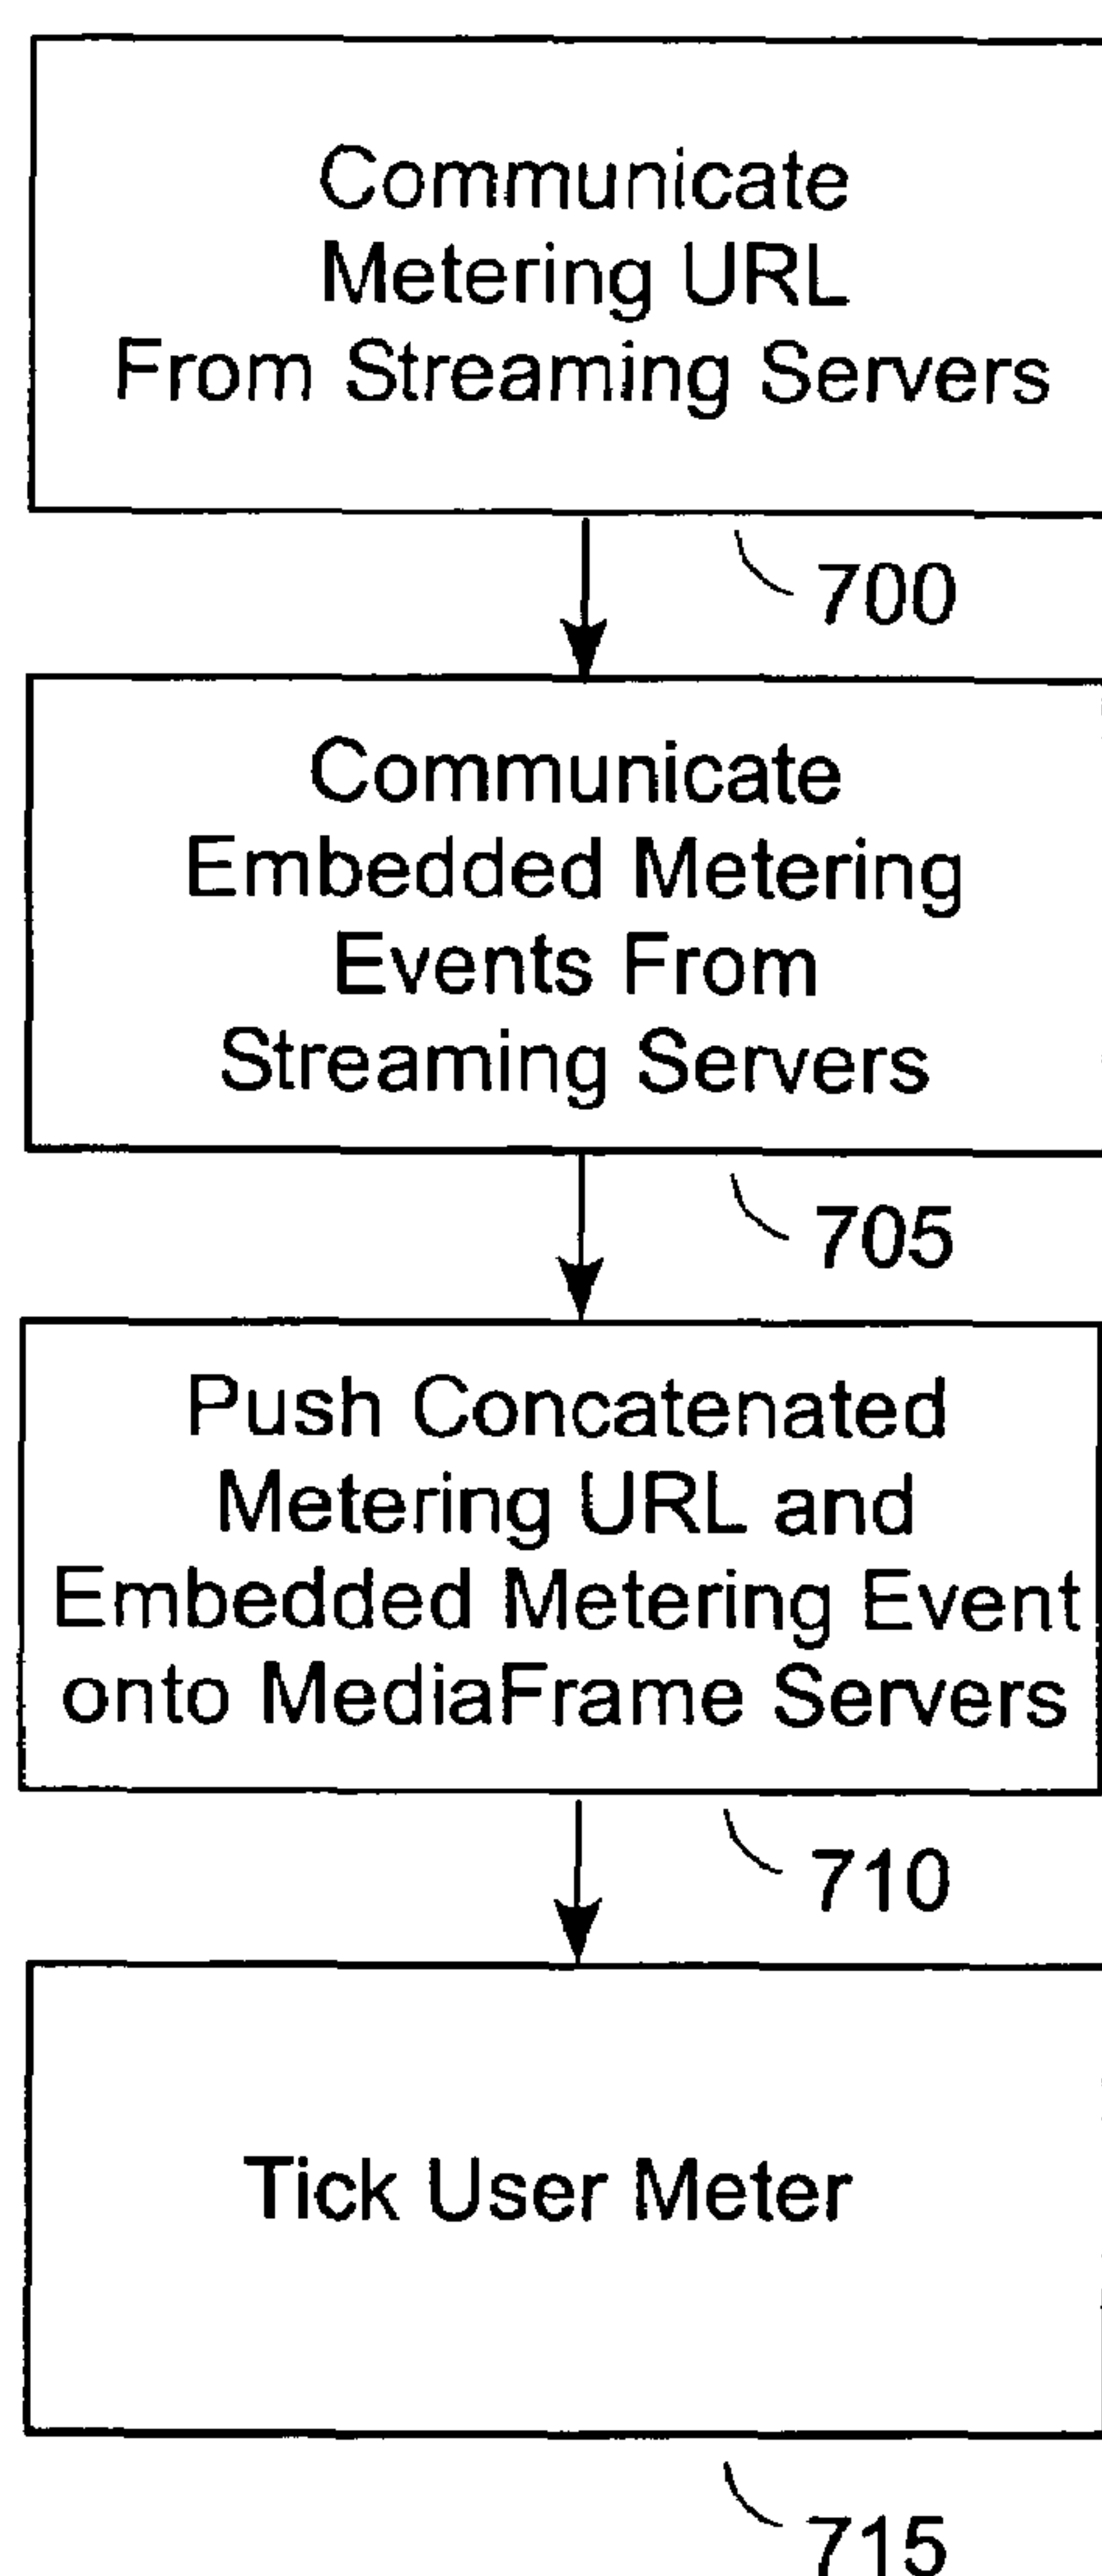 Communicate
Metering URL
From Streaming Servers
700
Communicate
Embedded Metering
Events From
Streaming Servers
705
Push Concatenated
Metering URL and
Embedded Metering Event
onto MediaFrame Servers
710
Tick User Meter
715